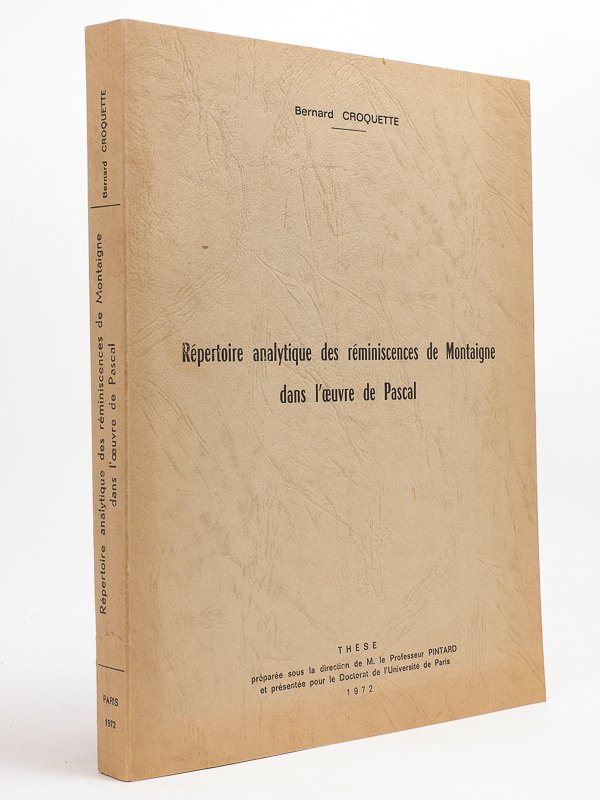 Bernard CROQUETTE
Répertoire analytique des réminiscences de Montaigne
dans l'œuvre de Pascal
THÈSE
préparée sous la direction de M. le Professeur PINTARD
et présentée pour le Doctorat de l'Université de Paris
1972
Bernard CROQUETTE
Répertoire analytique des réminiscences de Montaigne
dans l'œuvre de Pascal
PARIS
1972